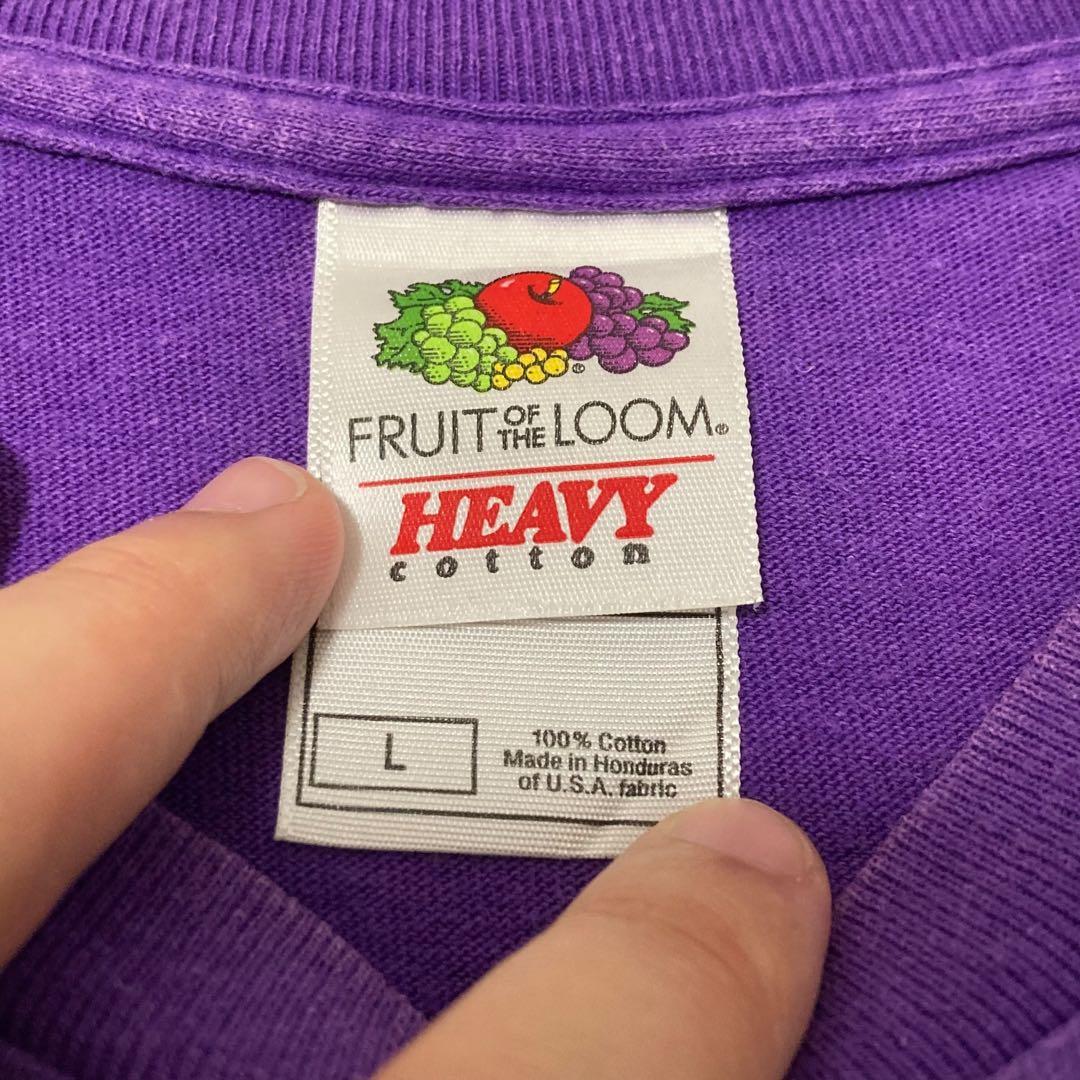 FRUIT OF THE LOOM®
HEAVY
cotton
L
100% Cotton
Made in Honduras
of U.S.A. fabric